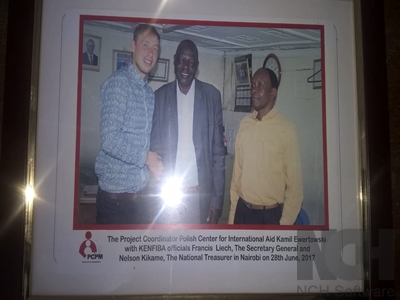 The Project Coordinator Polish Center for International Aid Kamil Ewertowski
with KENFIBA officials Francis Liech, The Secretary General and
Nelson Kikame, The National Treasurer in Nairobi on 28th June, 2017
PCPM
NCH
NCH Software